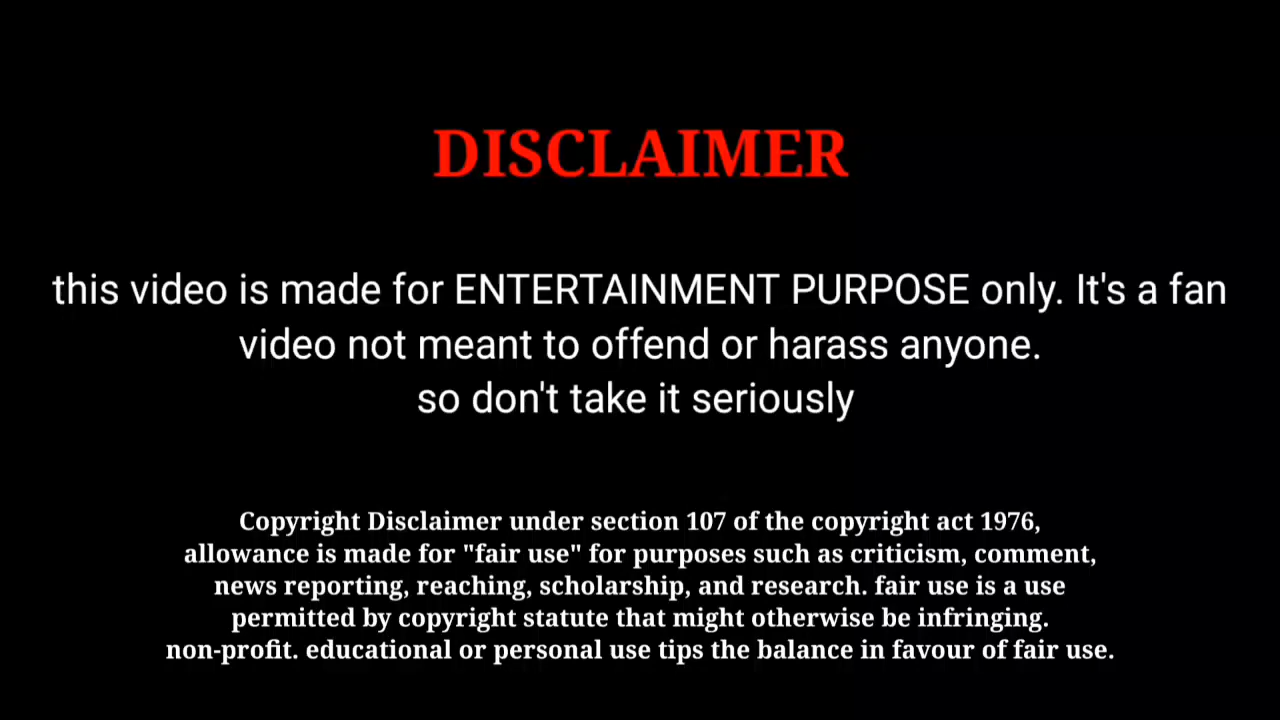 DISCLAIMER
this video is made for ENTERTAINMENT PURPOSE only. It's a fan
video not meant to offend or harass anyone.
so don't take it seriously
Copyright Disclaimer under section 107 of the copyright act 1976,
allowance is made for "fair use" for purposes such as criticism, comment,
news reporting, reaching, scholarship, and research. fair use is a use
permitted by copyright statute that might otherwise be infringing.
non-profit. educational or personal use tips the balance in favour of fair use.